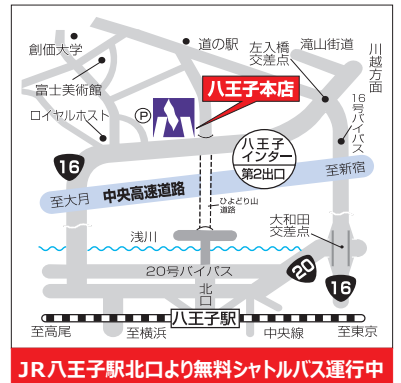 創価大学
道の駅
左入橋
交差点
滝山街道
川越方面
富士美術館
ロイヤルホスト
P
八王子本店
16号バイパス
八王子
インター
第2出口
16
中央高速道路
至大月
至新宿
ひよどり山
道路
大和田
交差点
浅川
20号バイパス
20
16
北口
八王子駅
至高尾
至横浜
中央線
至東京
JR八王子駅北口より無料シャトルバス運行中